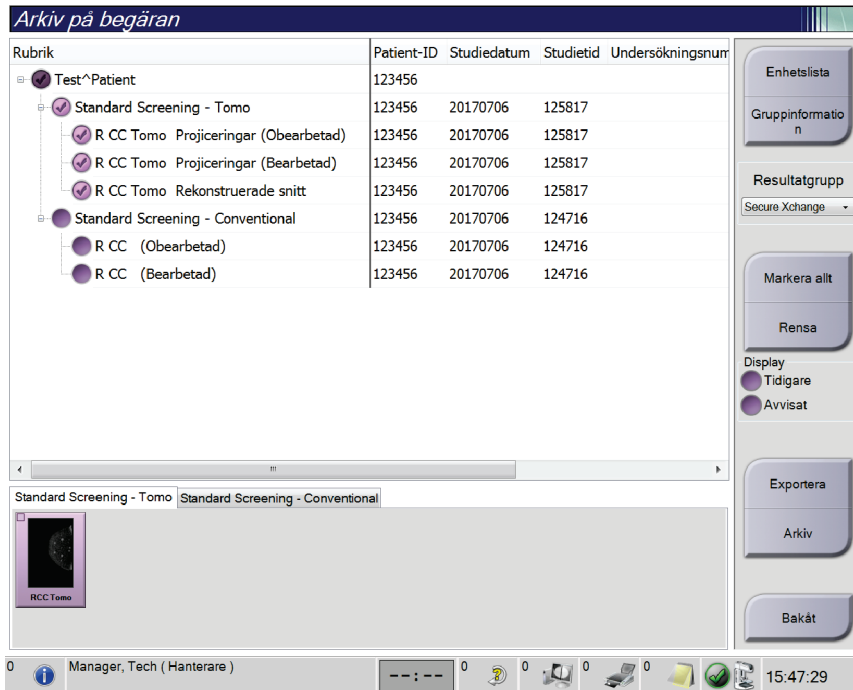 Arkiv på begäran
Rubrik Patient-ID Studiedatum Studietid Undersökningsnum
Test^Patient 123456
Standard Screening - Tomo 123456 20170706 125817
R CC Tomo Projiceringar (Obearbetad) 123456 20170706 125817
R CC Tomo Projiceringar (Bearbetad) 123456 20170706 125817
R CC Tomo Rekonstruerade snitt 123456 20170706 125817
Standard Screening - Conventional 123456 20170706 124716
R CC (Obearbetad) 123456 20170706 124716
R CC (Bearbetad) 123456 20170706 124716
Enhetslista
Gruppinformatio
n
Resultatgrupp
Secure Xchange
Markera allt
Rensa
Display
Tidigare
Avvisat
Exportera
Arkiv
Bakåt
Standard Screening - Tomo Standard Screening - Conventional
RCC Tomo
0 Manager, Tech ( Hanterare ) --:-- 0 0 0 0 15:47:29